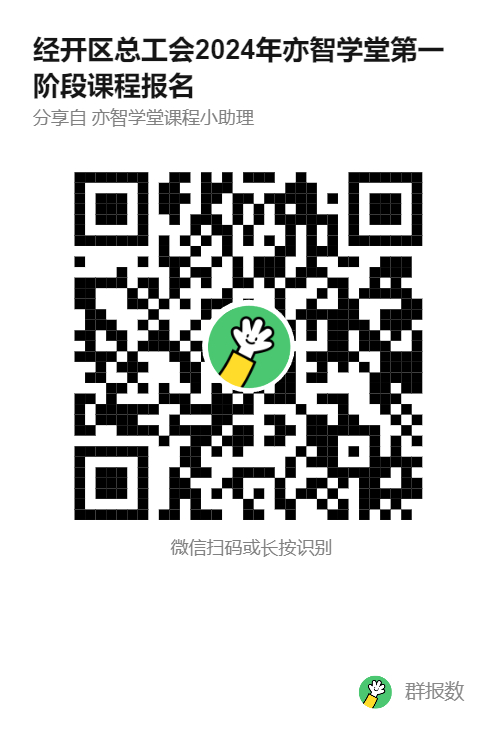 经开区总工会2024年亦智学堂第一
阶段课程报名
分享自 亦智学堂课程小助理
微信扫码或长按识别
群报数